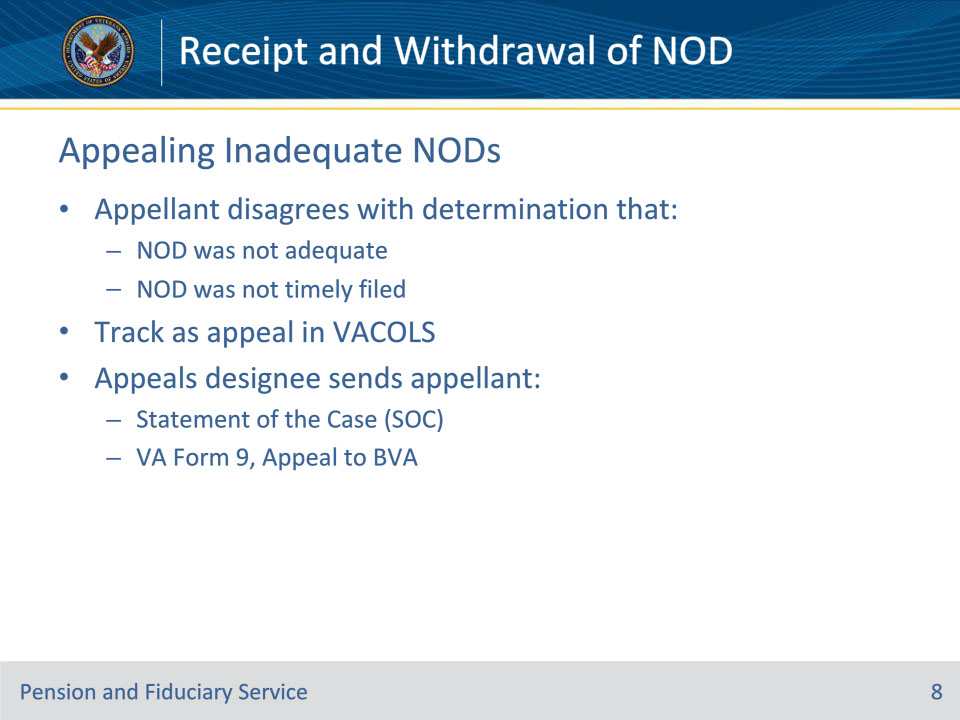 Receipt and Withdrawal of NOD
Appealing Inadequate NODs
• Appellant disagrees with determination that:
– NOD was not adequate
– NOD was not timely filed
• Track as appeal in VACOLS
• Appeals designee sends appellant:
– Statement of the Case (SOC)
– VA Form 9, Appeal to BVA
Pension and Fiduciary Service
8